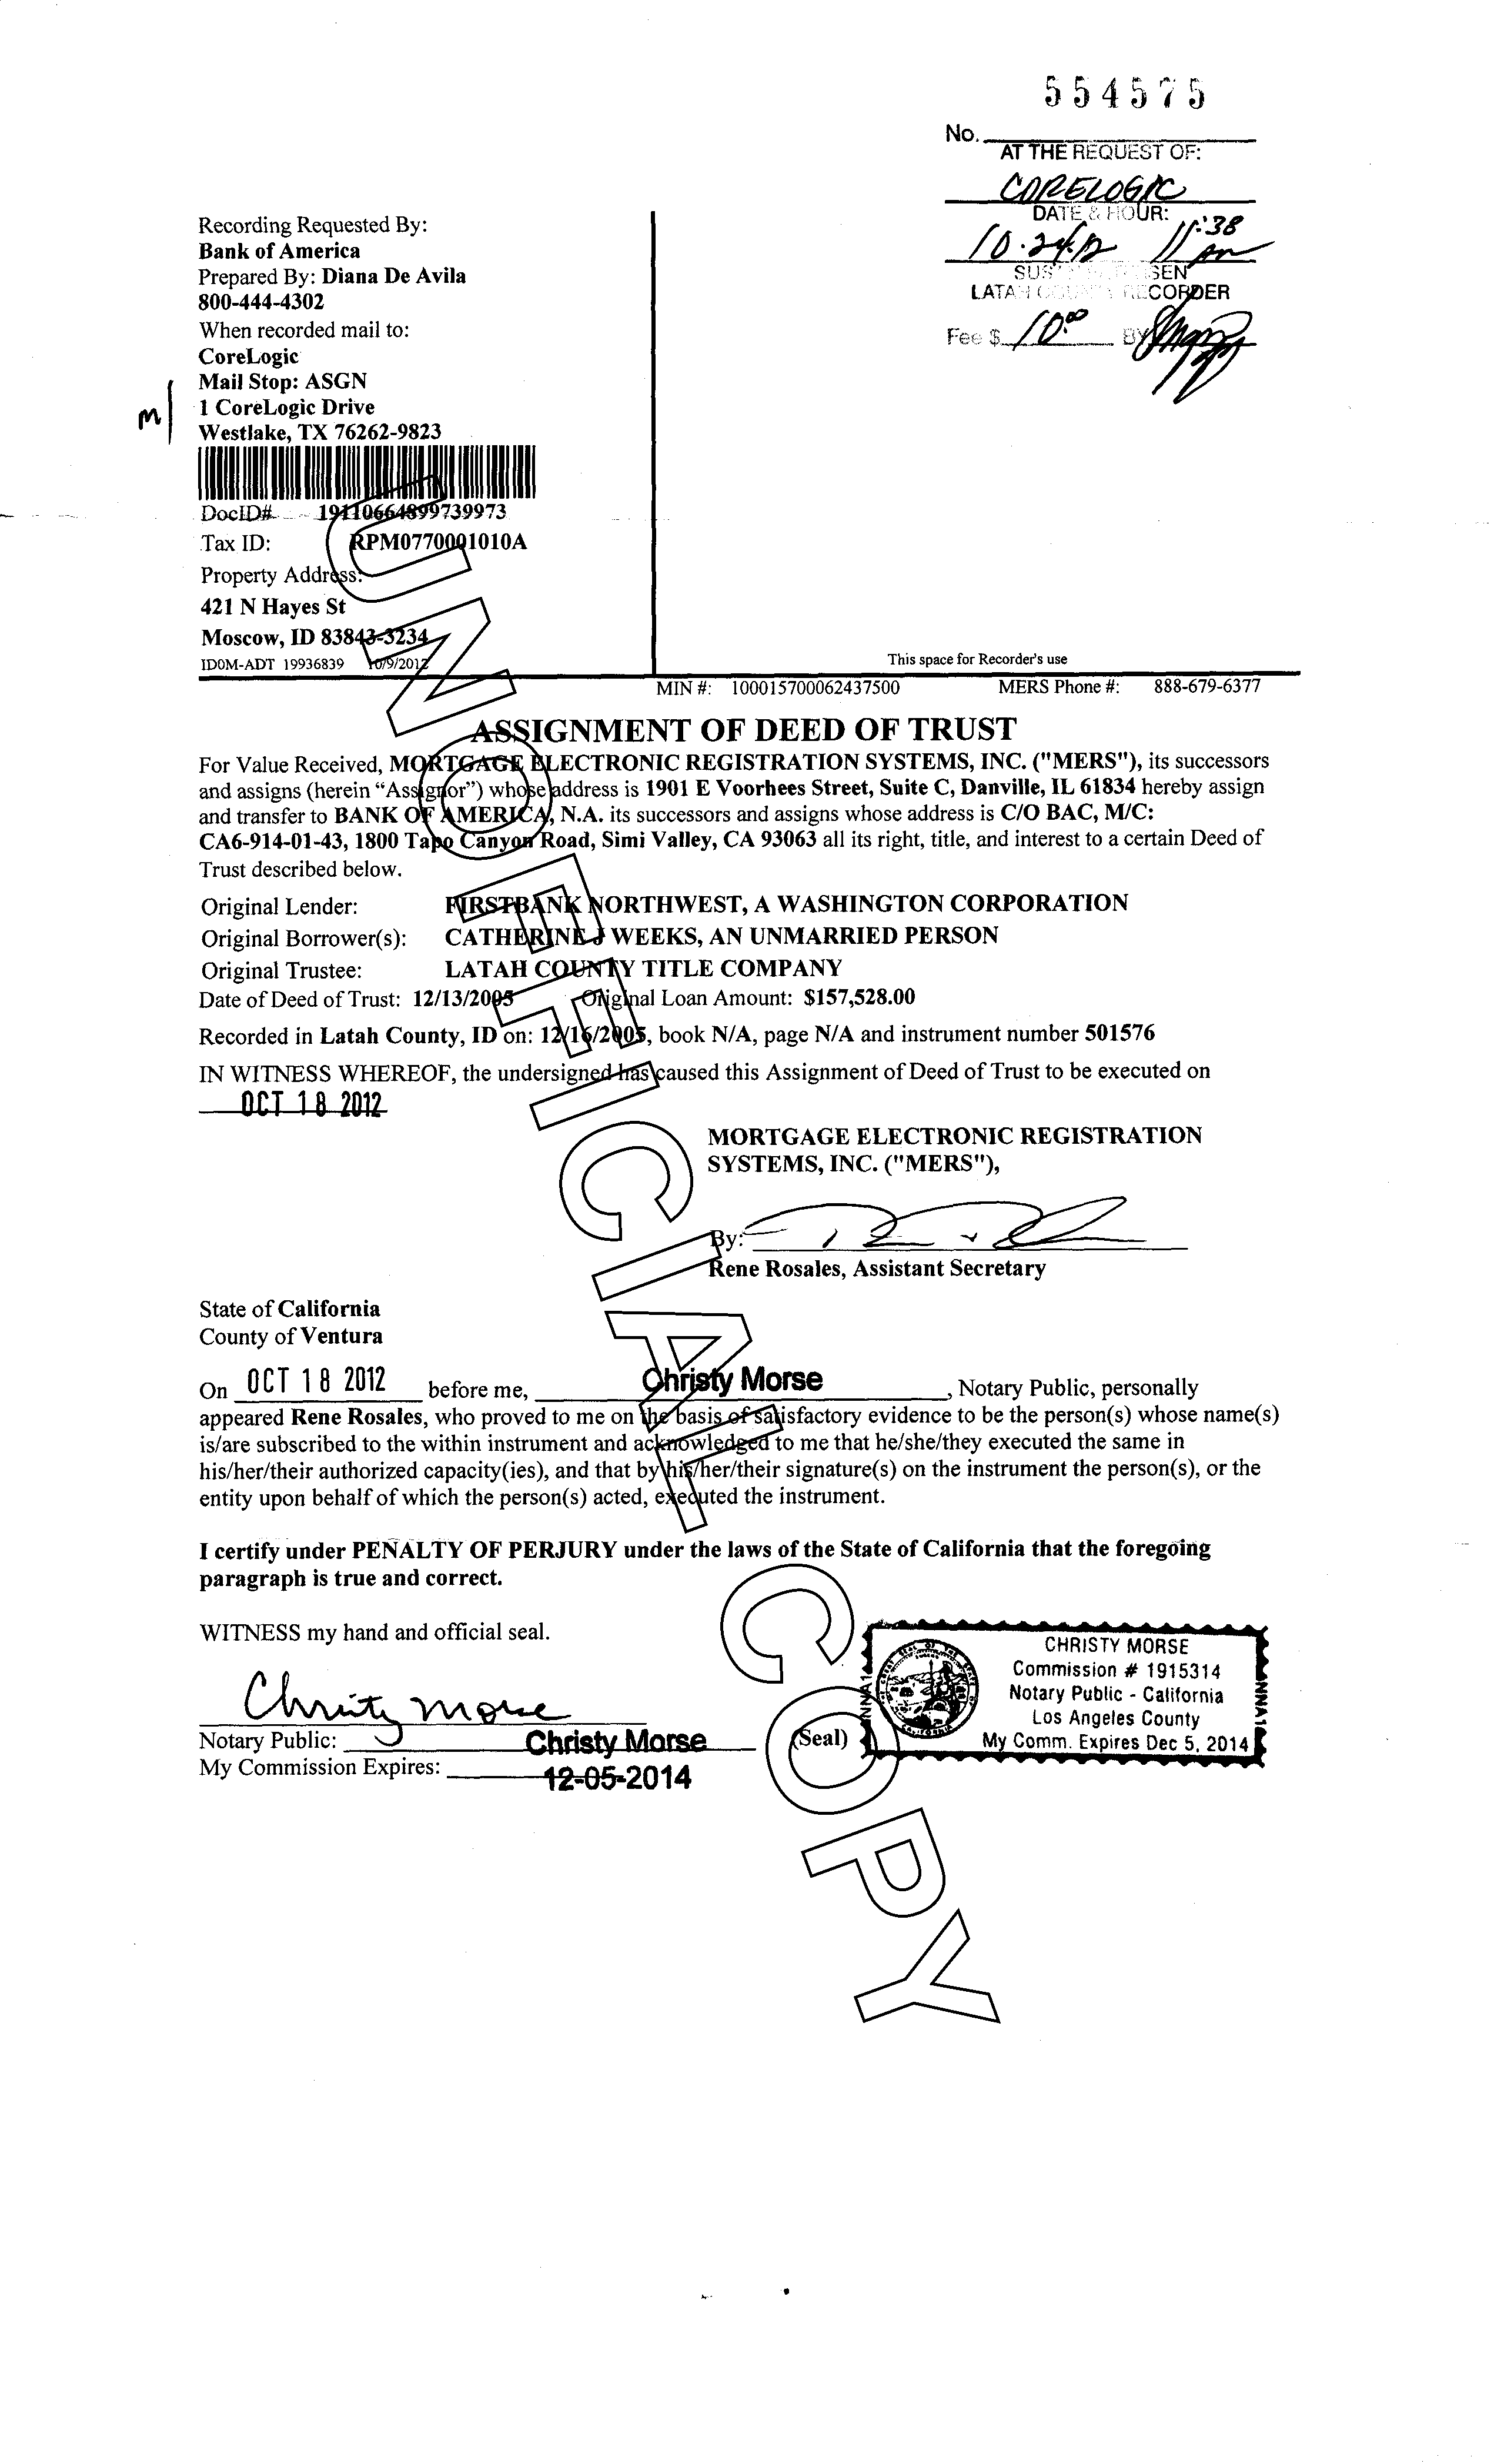 554575
No.
AT THE REQUEST OF:
CORELOGIC
DATE & HOUR:
10.24.12 11:38 am
SUS SEN
LATAH COUNTY RECORDER
Fee $ 10.00 BY
Recording Requested By:
Bank of America
Prepared By: Diana De Avila
800-444-4302
When recorded mail to:
CoreLogic
Mail Stop: ASGN
1 CoreLogic Drive
Westlake, TX 76262-9823
M
DocID# 19110664899739973
Tax ID: RPM0770001010A
Property Address:
421 N Hayes St
Moscow, ID 83843-3234
ID0M-ADT 19936839 10/9/2012
This space for Recorder's use
MIN #: 100015700062437500 MERS Phone #: 888-679-6377
ASSIGNMENT OF DEED OF TRUST
For Value Received, MORTGAGE ELECTRONIC REGISTRATION SYSTEMS, INC. ("MERS"), its successors
and assigns (herein “Assignor”) whose address is 1901 E Voorhees Street, Suite C, Danville, IL 61834 hereby assign
and transfer to BANK OF AMERICA, N.A. its successors and assigns whose address is C/O BAC, M/C:
CA6-914-01-43, 1800 Tapo Canyon Road, Simi Valley, CA 93063 all its right, title, and interest to a certain Deed of
Trust described below.
Original Lender: FIRSTBANK NORTHWEST, A WASHINGTON CORPORATION
Original Borrower(s): CATHERINE J WEEKS, AN UNMARRIED PERSON
Original Trustee: LATAH COUNTY TITLE COMPANY
Date of Deed of Trust: 12/13/2005 Original Loan Amount: $157,528.00
Recorded in Latah County, ID on: 12/16/2005, book N/A, page N/A and instrument number 501576
IN WITNESS WHEREOF, the undersigned has caused this Assignment of Deed of Trust to be executed on
OCT 18 2012
MORTGAGE ELECTRONIC REGISTRATION
SYSTEMS, INC. ("MERS"),
By:
Rene Rosales, Assistant Secretary
State of California
County of Ventura
On OCT 18 2012 before me, Christy Morse, Notary Public, personally
appeared Rene Rosales, who proved to me on the basis of satisfactory evidence to be the person(s) whose name(s)
is/are subscribed to the within instrument and acknowledged to me that he/she/they executed the same in
his/her/their authorized capacity(ies), and that by his/her/their signature(s) on the instrument the person(s), or the
entity upon behalf of which the person(s) acted, executed the instrument.
I certify under PENALTY OF PERJURY under the laws of the State of California that the foregoing
paragraph is true and correct.
WITNESS my hand and official seal.
Christy Morse
Notary Public: Christy Morse (Seal)
My Commission Expires: 12-05-2014
CHRISTY MORSE
Commission # 1915314
Notary Public - California
Los Angeles County
My Comm. Expires Dec 5, 2014
UNOFFICIAL COPY